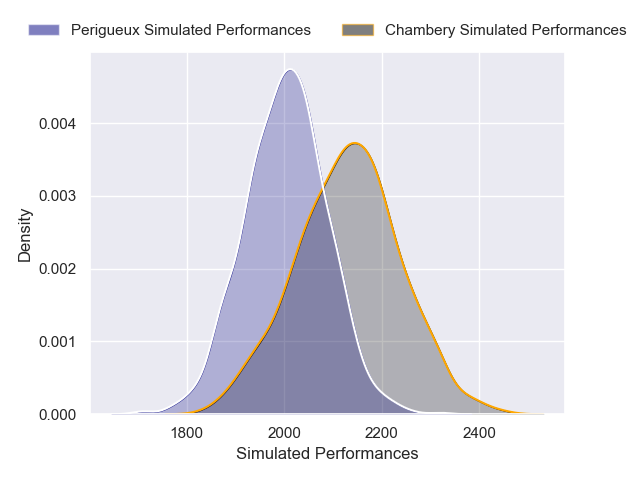 Perigueux Simulated Performances Chambery Simulated Performances
0.004
0.003
0.002
0.001
0.000
Density
1800 2000 2200 2400
Simulated Performances